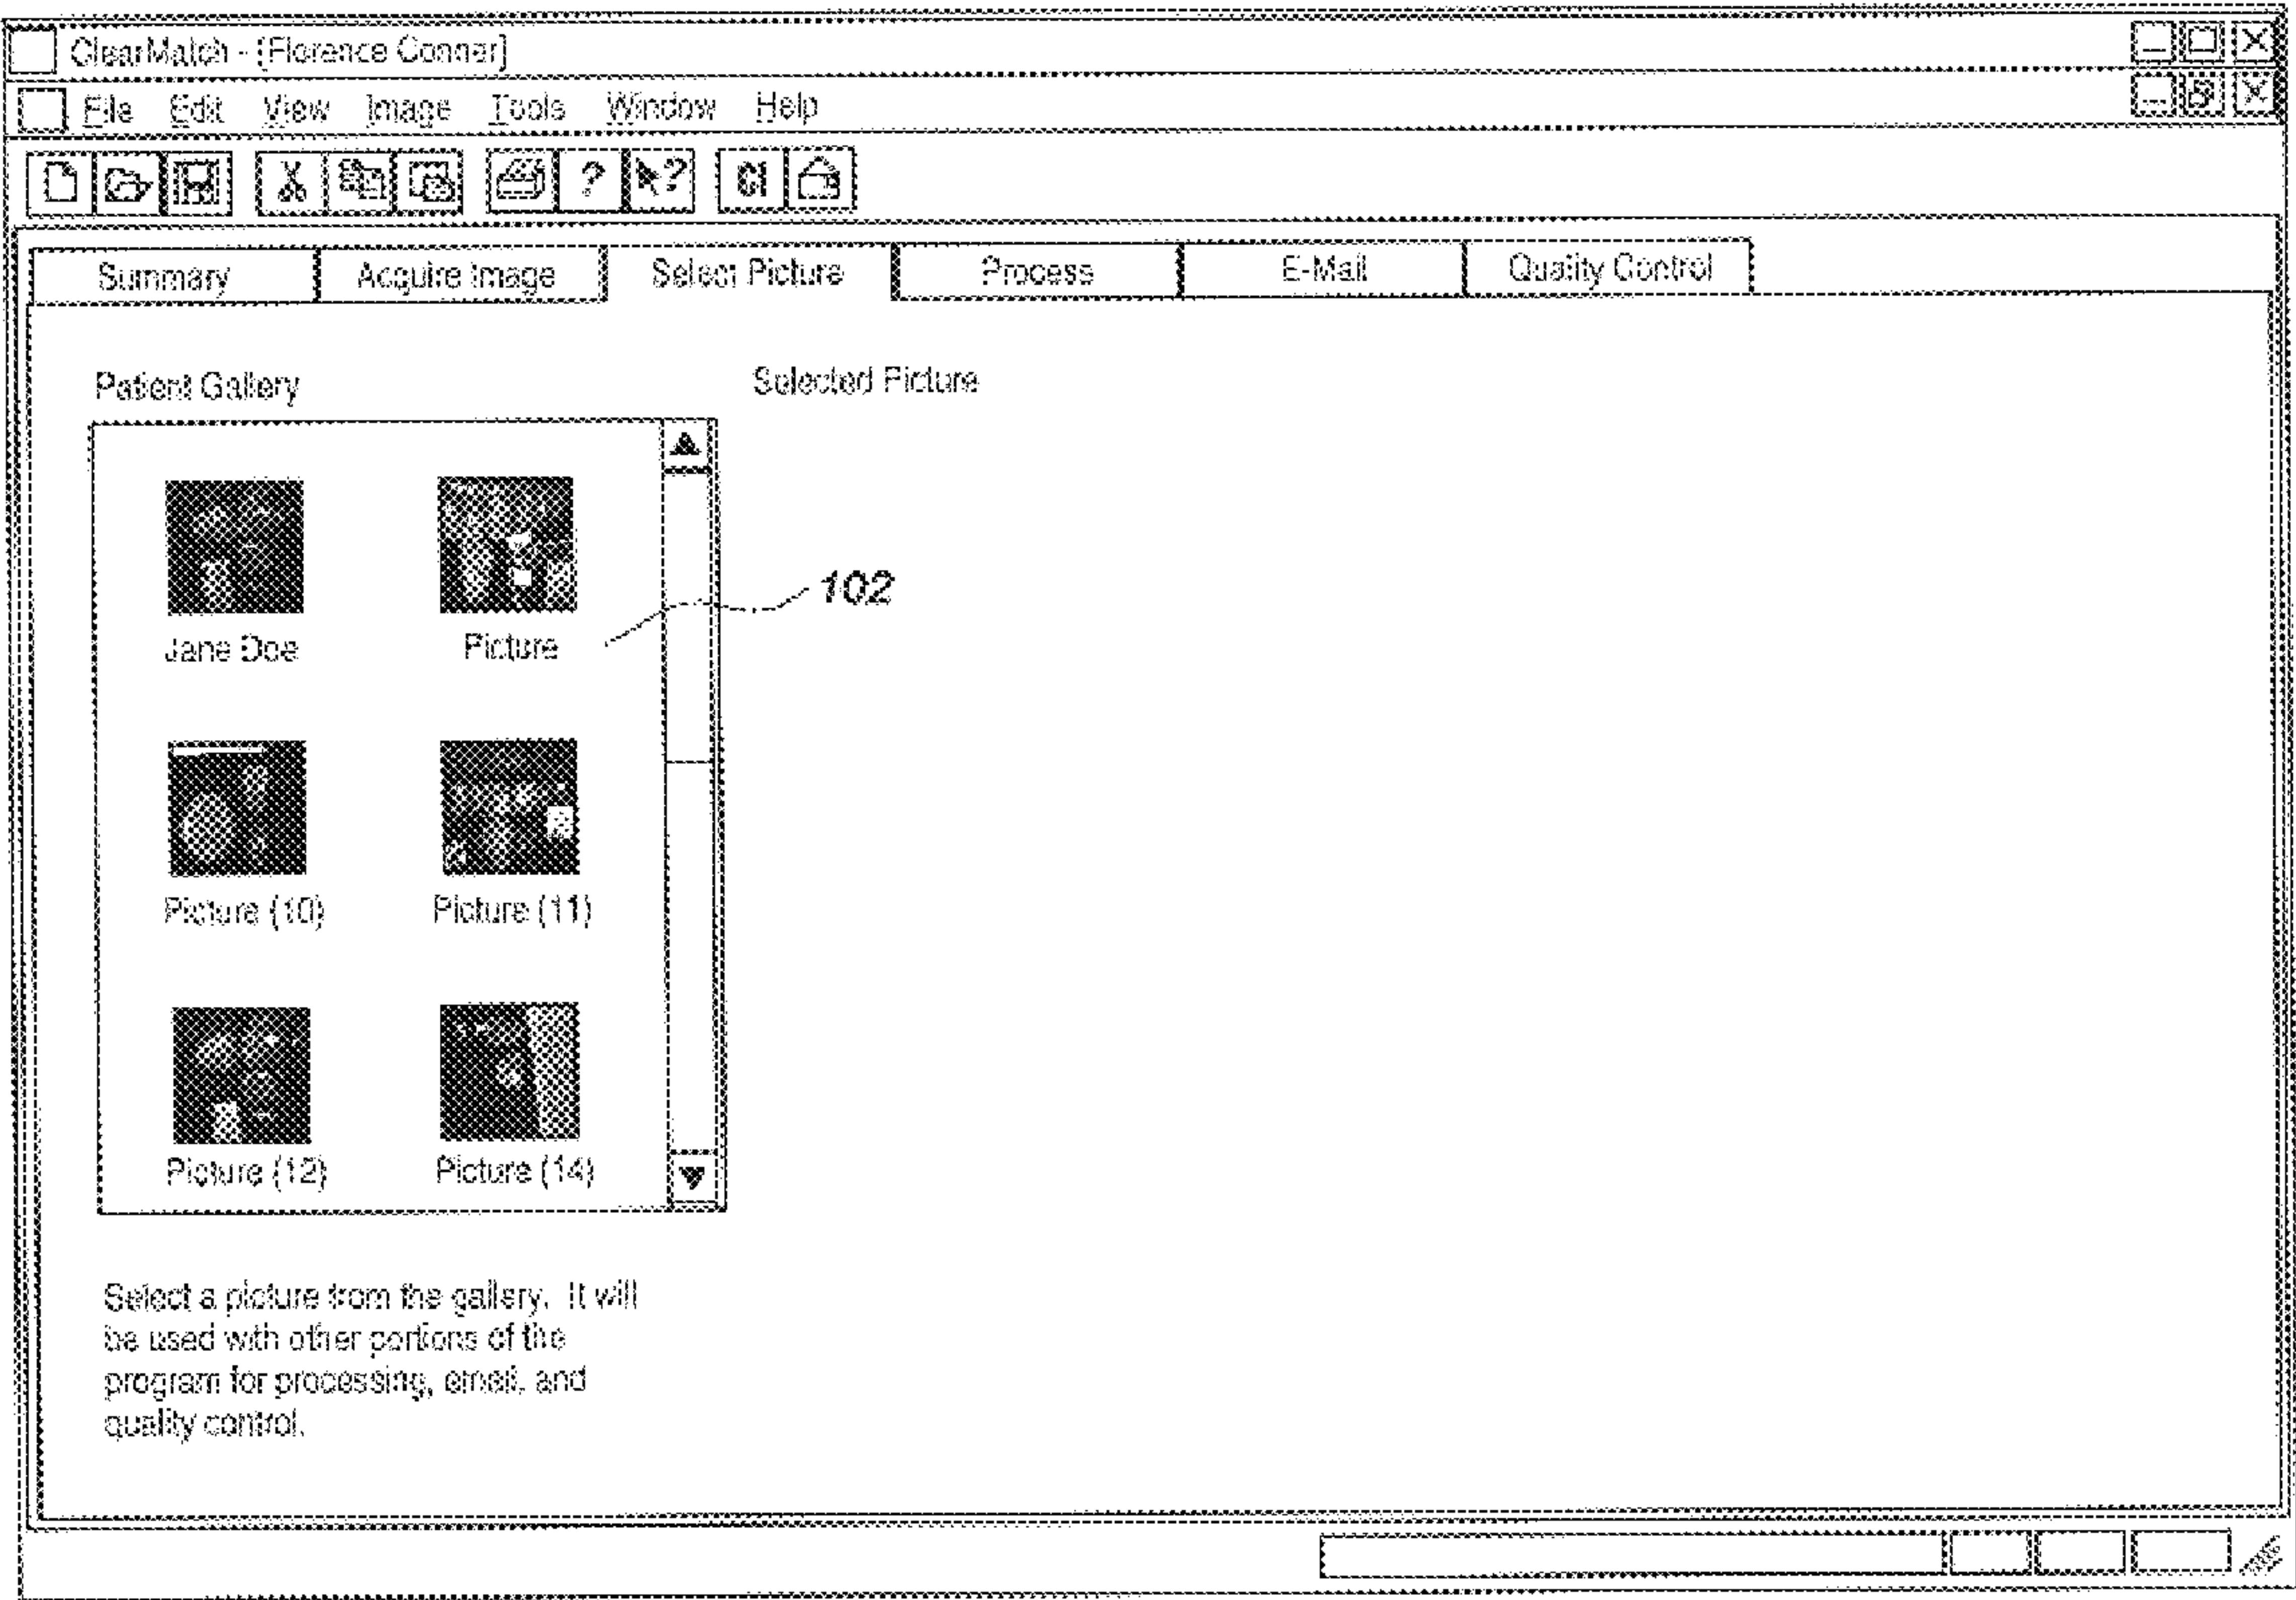 ClearMatch - [Florence Conner]
File Edit View Image Tools Window Help
? ?
Summary Acquire Image Select Picture Process E-Mail Quality Control
Patient Gallery Selected Picture
102
Jane Doe Picture
Picture (10) Picture (11)
Picture (12) Picture (14)
Select a picture from the gallery. It will
be used with other portions of the
program for processing, email, and
quality control.